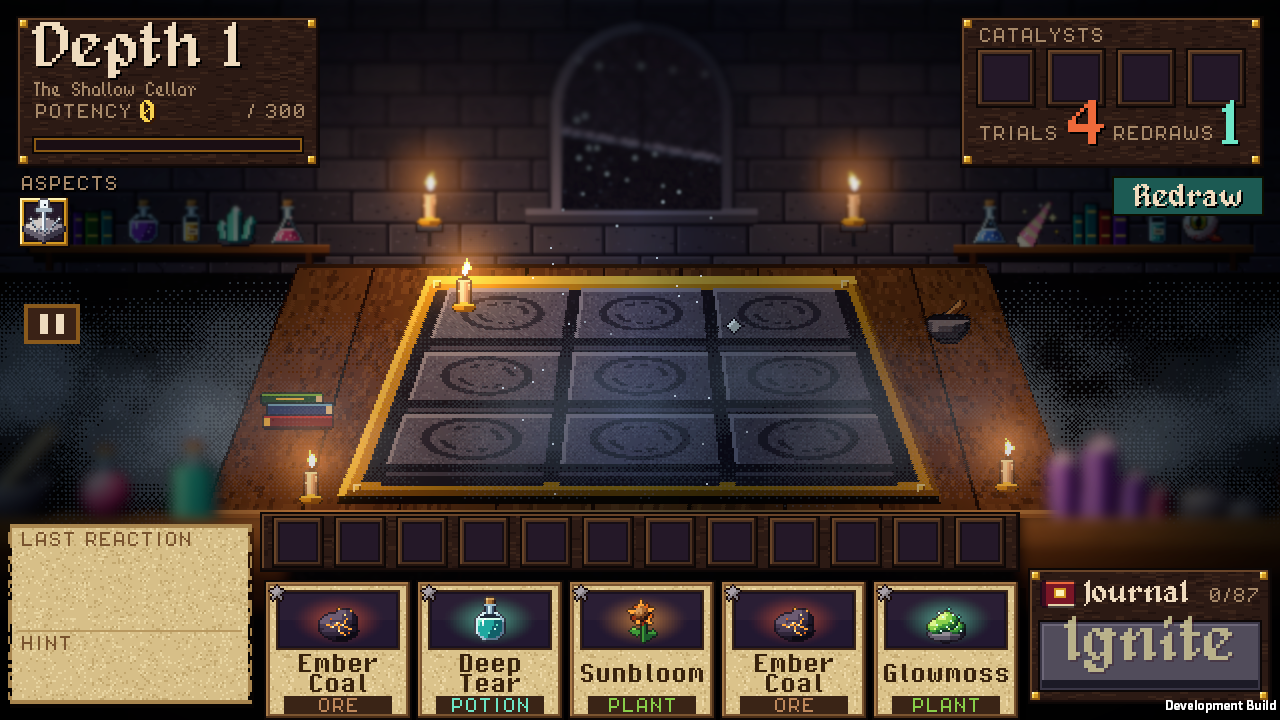 Depth 1
The Shallow Cellar
POTENCY 0 / 300
ASPECTS
CATALYSTS
TRIALS 4 REDRAWS 1
Redraw
LAST REACTION
HINT
Ember
Coal
ORE
Deep
Tear
POTION
Sunbloom
PLANT
Ember
Coal
ORE
Glowmoss
PLANT
Journal 0/87
Ignite
Development Build